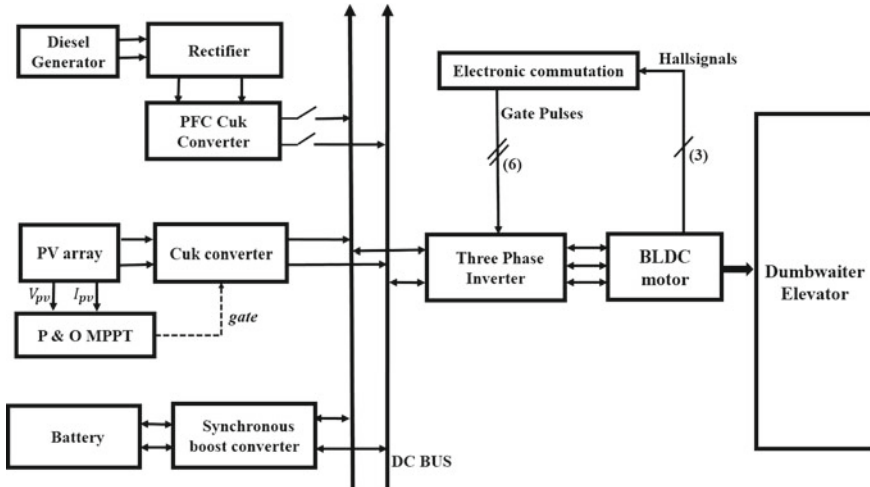 Diesel
Generator
Rectifier
PFC Cuk
Converter
Electronic commutation
Hallsignals
Gate Pulses
(6)
(3)
PV array
Cuk converter
Three Phase
Inverter
BLDC
motor
Dumbwaiter
Elevator
Vpv
Ipv
gate
P & O MPPT
Battery
Synchronous
boost converter
DC BUS